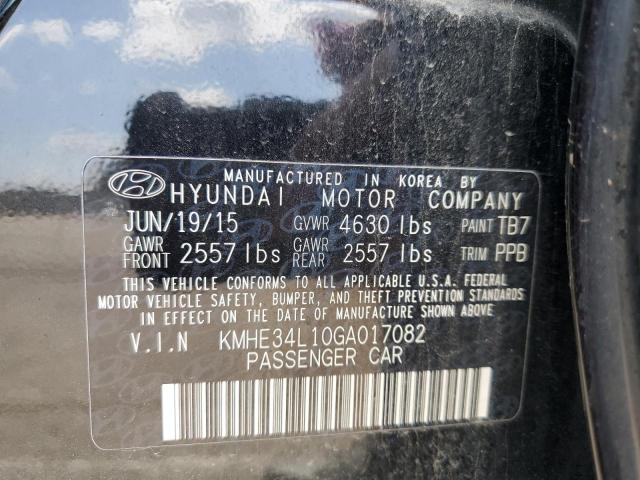 MANUFACTURED IN KOREA BY
HYUNDAI MOTOR COMPANY
JUN/19/15 GVWR 4630 lbs PAINT TB7
GAWR FRONT 2557 lbs GAWR REAR 2557 lbs TRIM PPB
THIS VEHICLE CONFORMS TO ALL APPLICABLE U.S.A. FEDERAL
MOTOR VEHICLE SAFETY, BUMPER, AND THEFT PREVENTION STANDARDS
IN EFFECT ON THE DATE OF MANUFACTURE SHOWN ABOVE.
V.I.N KMHE34L10GA017082
PASSENGER CAR